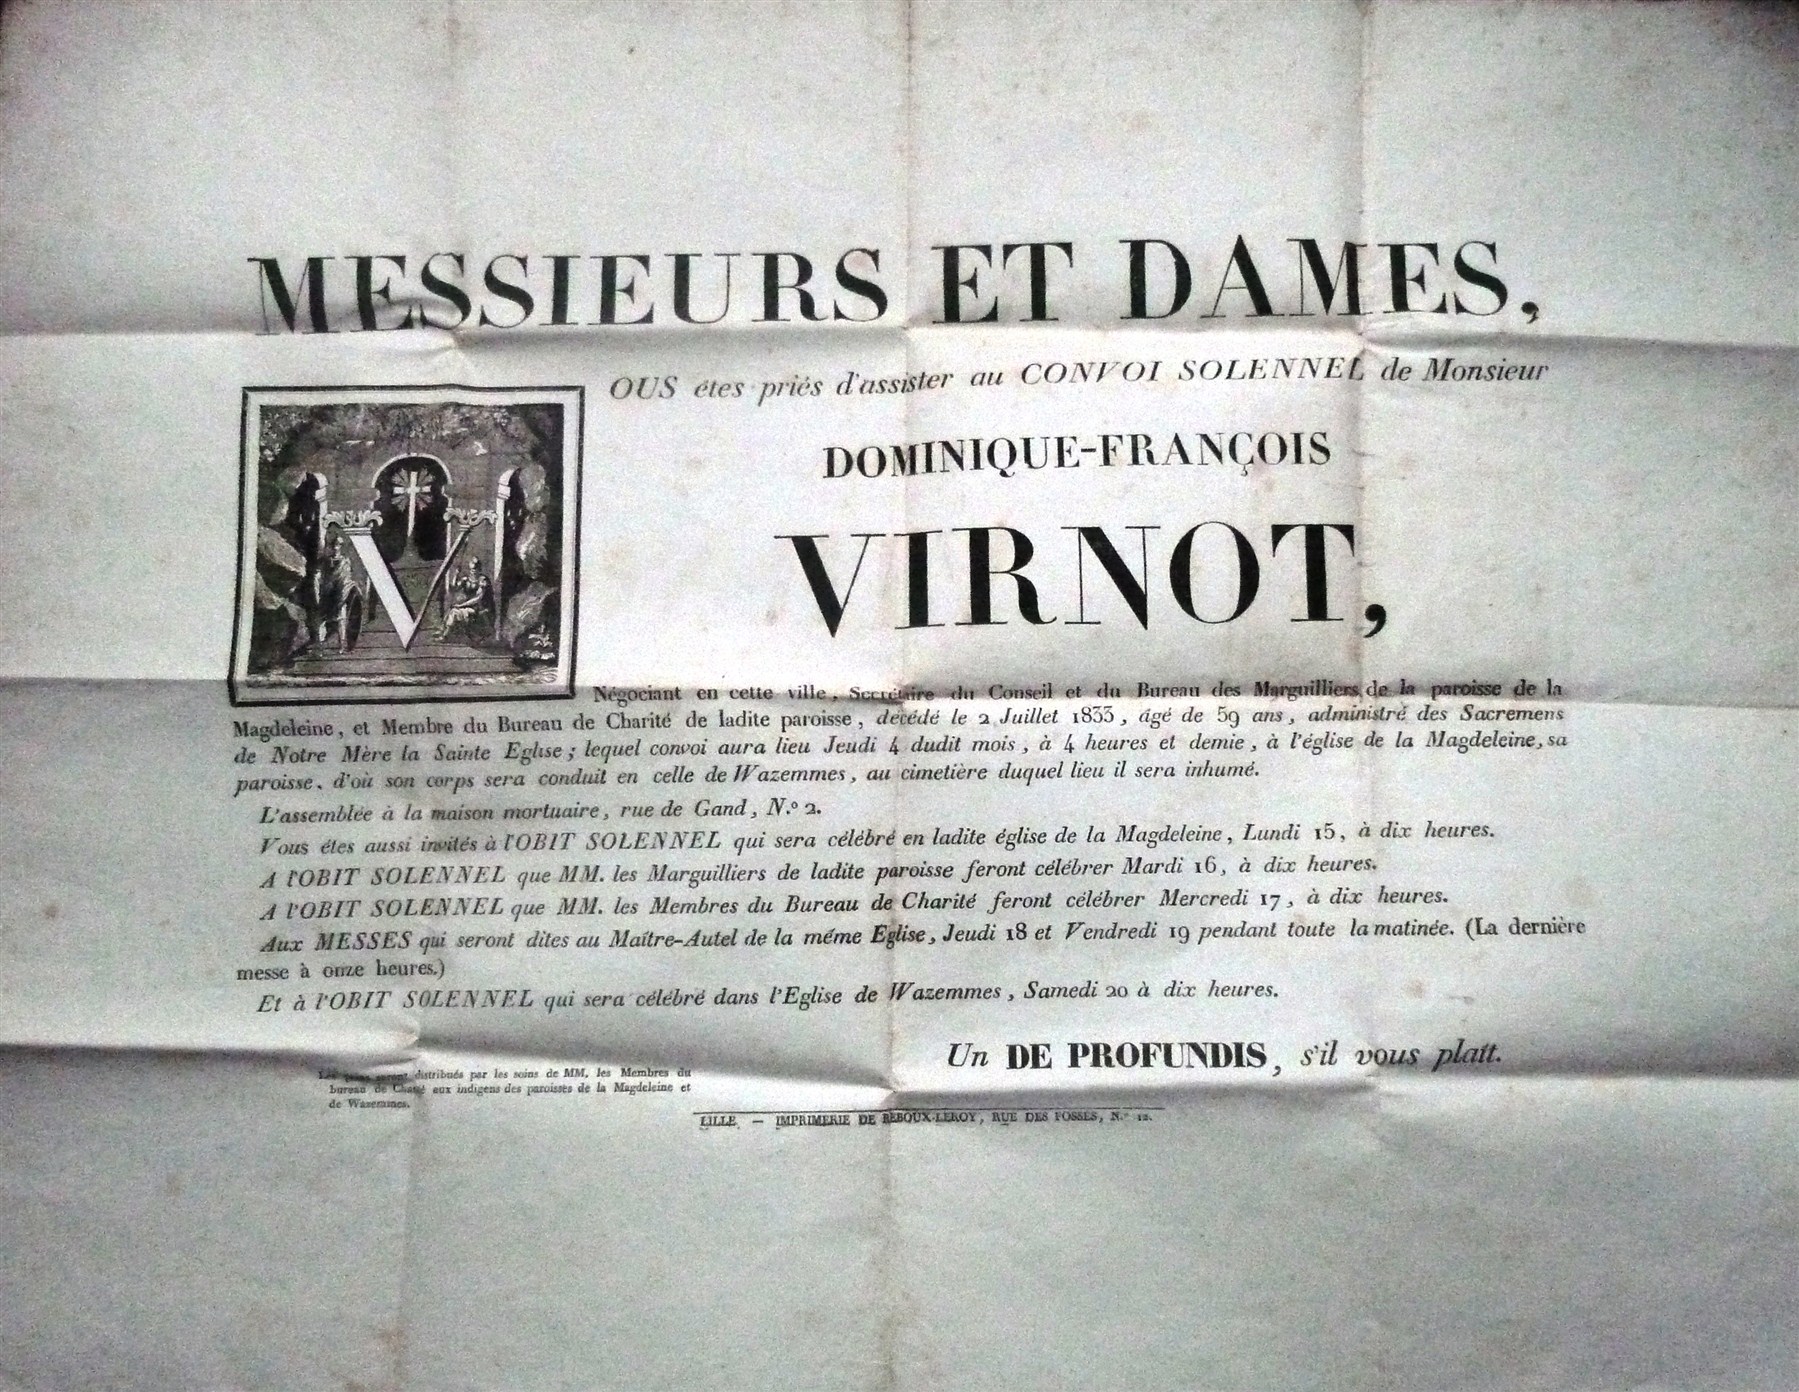 MESSIEURS ET DAMES,
VOUS êtes priés d'assister au CONVOI SOLENNEL de Monsieur
DOMINIQUE-FRANÇOIS
VIRNOT,
Négociant en cette ville, Secrétaire du Conseil et du Bureau des Marguilliers de la paroisse de la
Magdeleine, et Membre du Bureau de Charité de ladite paroisse, décédé le 2 Juillet 1833, âgé de 59 ans, administré des Sacremens
de Notre Mère la Sainte Eglise; lequel convoi aura lieu Jeudi 4 dudit mois, à 4 heures et demie, à l'église de la Magdeleine, sa
paroisse, d'où son corps sera conduit en celle de Wazemmes, au cimetière duquel lieu il sera inhumé.
L'assemblée à la maison mortuaire, rue de Gand, N.º 2.
Vous êtes aussi invités à l'OBIT SOLENNEL qui sera célébré en ladite église de la Magdeleine, Lundi 15, à dix heures.
A l'OBIT SOLENNEL que MM. les Marguilliers de ladite paroisse feront célébrer Mardi 16, à dix heures.
A l'OBIT SOLENNEL que MM. les Membres du Bureau de Charité feront célébrer Mercredi 17, à dix heures.
Aux MESSES qui seront dites au Maître-Autel de la même Eglise, Jeudi 18 et Vendredi 19 pendant toute la matinée. (La dernière
messe à onze heures.)
Et à l'OBIT SOLENNEL qui sera célébré dans l'Eglise de Wazemmes, Samedi 20 à dix heures.
Un DE PROFUNDIS, s'il vous plaît.
Les seront distribués par les soins de MM. les Membres du
bureau de Charité aux indigens des paroisses de la Magdeleine et
de Wazemmes.
LILLE. — IMPRIMERIE DE REBOUX-LEROY, RUE DES FOSSES, N.º 12.